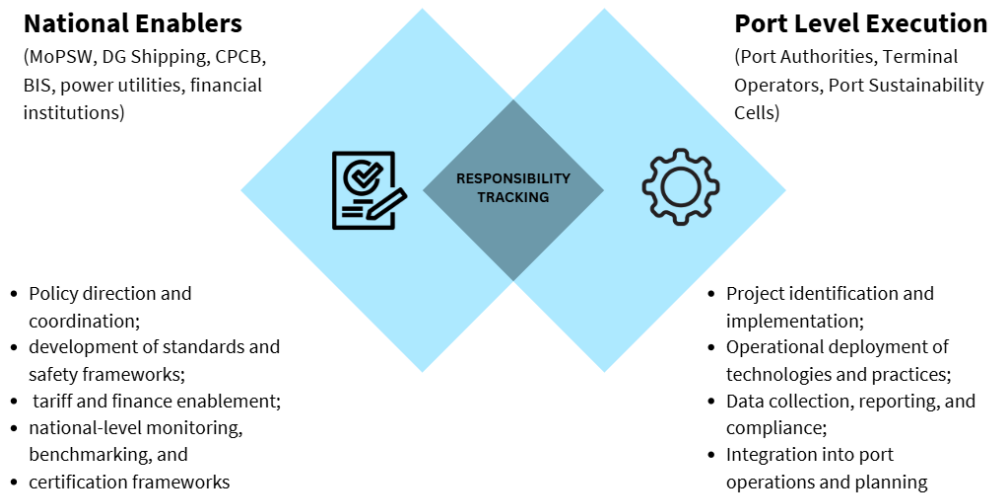 National Enablers
(MoPSW, DG Shipping, CPCB,
BIS, power utilities, financial
institutions)
Port Level Execution
(Port Authorities, Terminal
Operators, Port Sustainability
Cells)
RESPONSIBILITY
TRACKING
• Policy direction and
coordination;
• development of standards and
safety frameworks;
• tariff and finance enablement;
• national-level monitoring,
benchmarking, and
• certification frameworks
• Project identification and
implementation;
• Operational deployment of
technologies and practices;
• Data collection, reporting, and
compliance;
• Integration into port
operations and planning